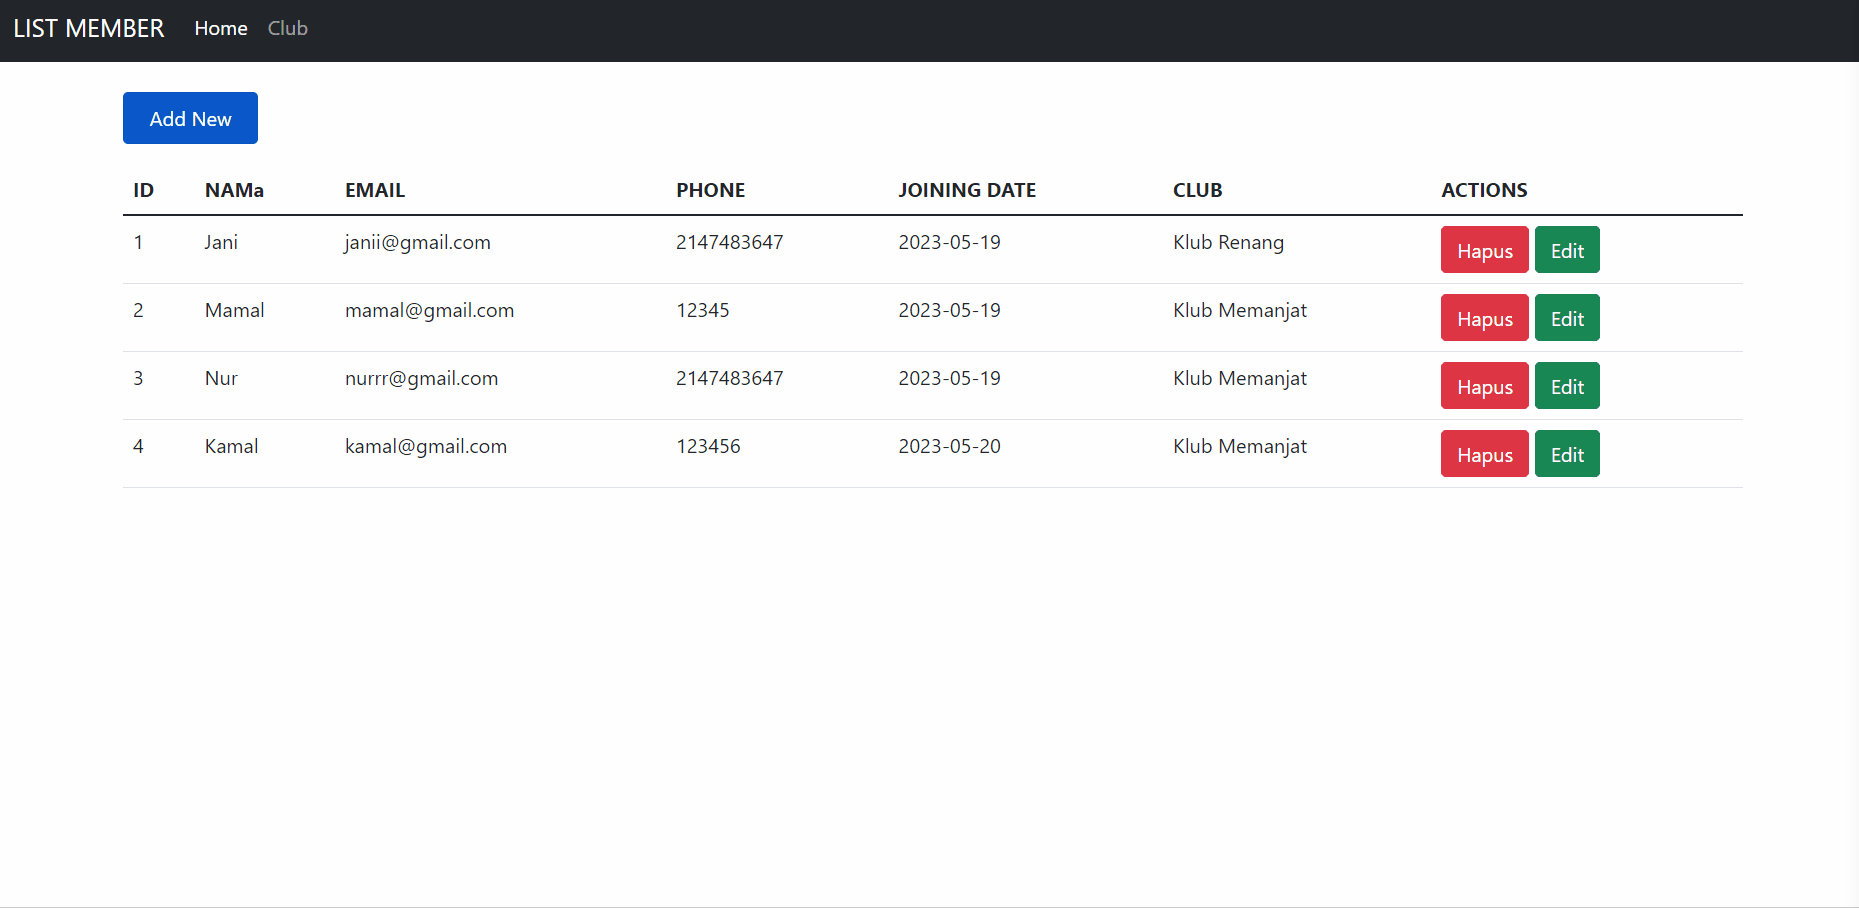 LIST MEMBER Home Club
Add New
ID NAMa EMAIL PHONE JOINING DATE CLUB ACTIONS
1 Jani janii@gmail.com 2147483647 2023-05-19 Klub Renang Hapus Edit
2 Mamal mamal@gmail.com 12345 2023-05-19 Klub Memanjat Hapus Edit
3 Nur nurrr@gmail.com 2147483647 2023-05-19 Klub Memanjat Hapus Edit
4 Kamal kamal@gmail.com 123456 2023-05-20 Klub Memanjat Hapus Edit